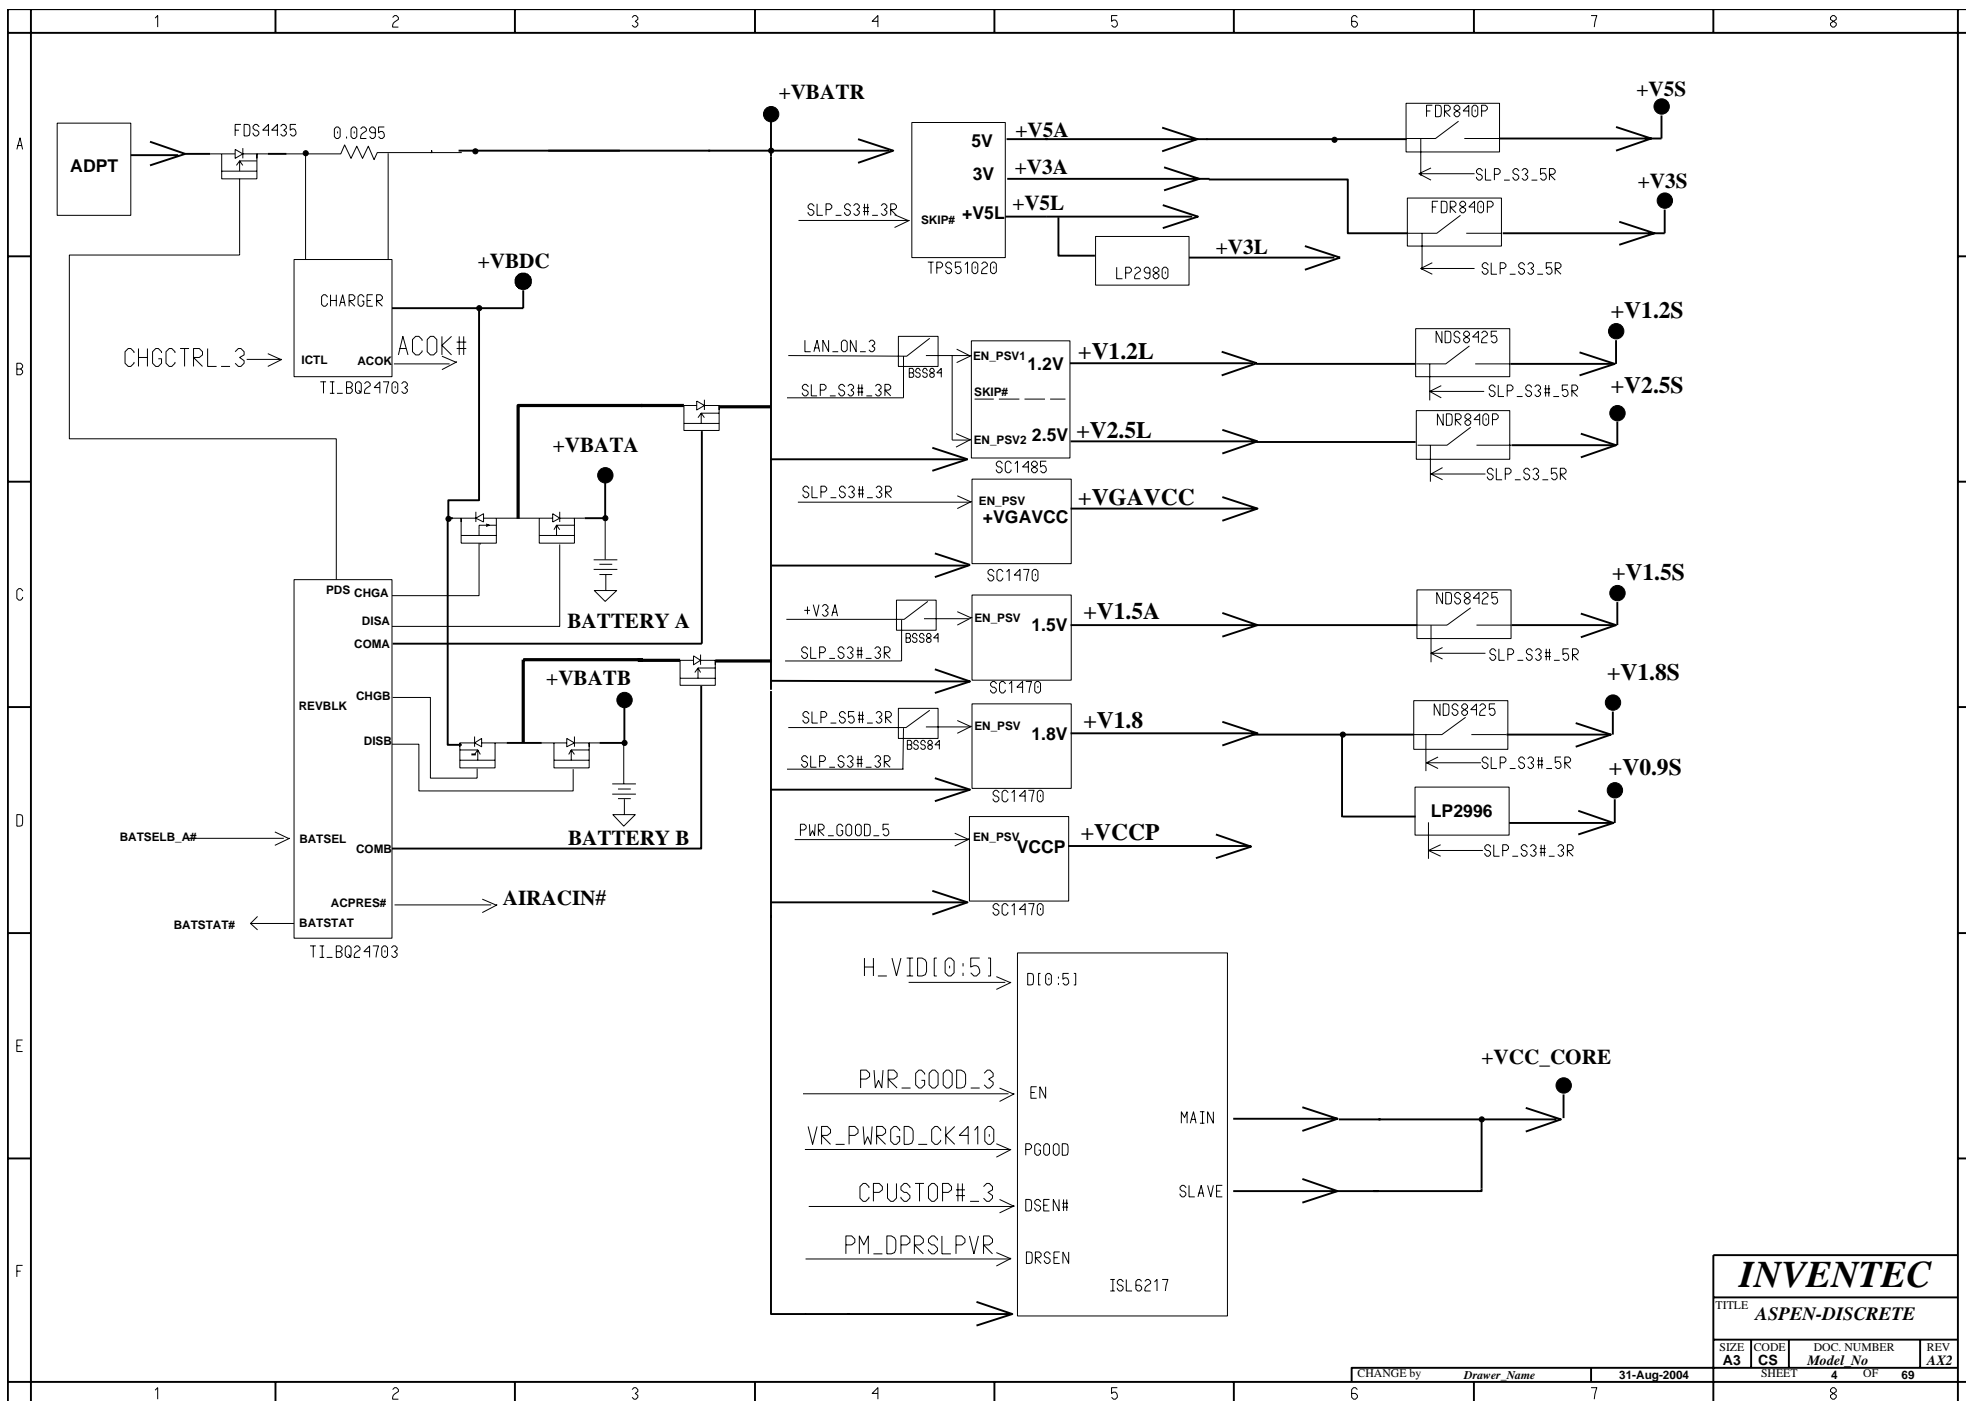 1 2 3 4 5 6 7 8
A
B
C
D
E
F
ADPT
FDS4435
0.0295
+VBATR
+VBDC
CHARGER
CHGCTRL_3
ICTL
ACOK
ACOK#
TI_BQ24703
+VBATA
BATTERY A
PDS
CHGA
DISA
COMA
CHGB
REVBLK
DISB
+VBATB
BATTERY B
BATSELB_A#
BATSEL
COMB
ACPRES#
AIRACIN#
BATSTAT#
BATSTAT
TI_BQ24703
5V
+V5A
3V
+V3A
SLP_S3#_3R
SKIP#
+V5L
+V5L
TPS51020
LP2980
+V3L
FDR840P
SLP_S3_5R
+V5S
FDR840P
SLP_S3_5R
+V3S
LAN_ON_3
BSS84
SLP_S3#_3R
EN_PSV1
1.2V
+V1.2L
SKIP#
EN_PSV2
2.5V
+V2.5L
SC1485
NDS8425
SLP_S3#_5R
+V1.2S
NDR840P
SLP_S3_5R
+V2.5S
SLP_S3#_3R
EN_PSV
+VGAVCC
+VGAVCC
SC1470
+V3A
BSS84
SLP_S3#_3R
EN_PSV
1.5V
+V1.5A
SC1470
NDS8425
SLP_S3#_5R
+V1.5S
SLP_S5#_3R
BSS84
SLP_S3#_3R
EN_PSV
1.8V
+V1.8
SC1470
NDS8425
SLP_S3#_5R
+V1.8S
LP2996
SLP_S3#_3R
+V0.9S
PWR_GOOD_5
EN_PSV
VCCP
+VCCP
SC1470
H_VID[0:5]
D[0:5]
PWR_GOOD_3
EN
VR_PWRGD_CK410
PGOOD
CPUSTOP#_3
DSEN#
PM_DPRSLPVR
DRSEN
MAIN
SLAVE
ISL6217
+VCC_CORE
INVENTEC
TITLE
ASPEN-DISCRETE
SIZE CODE DOC. NUMBER REV
A3 CS Model_No AX2
CHANGE by Drawer_Name 31-Aug-2004 SHEET 4 OF 69
1 2 3 4 5 6 7 8